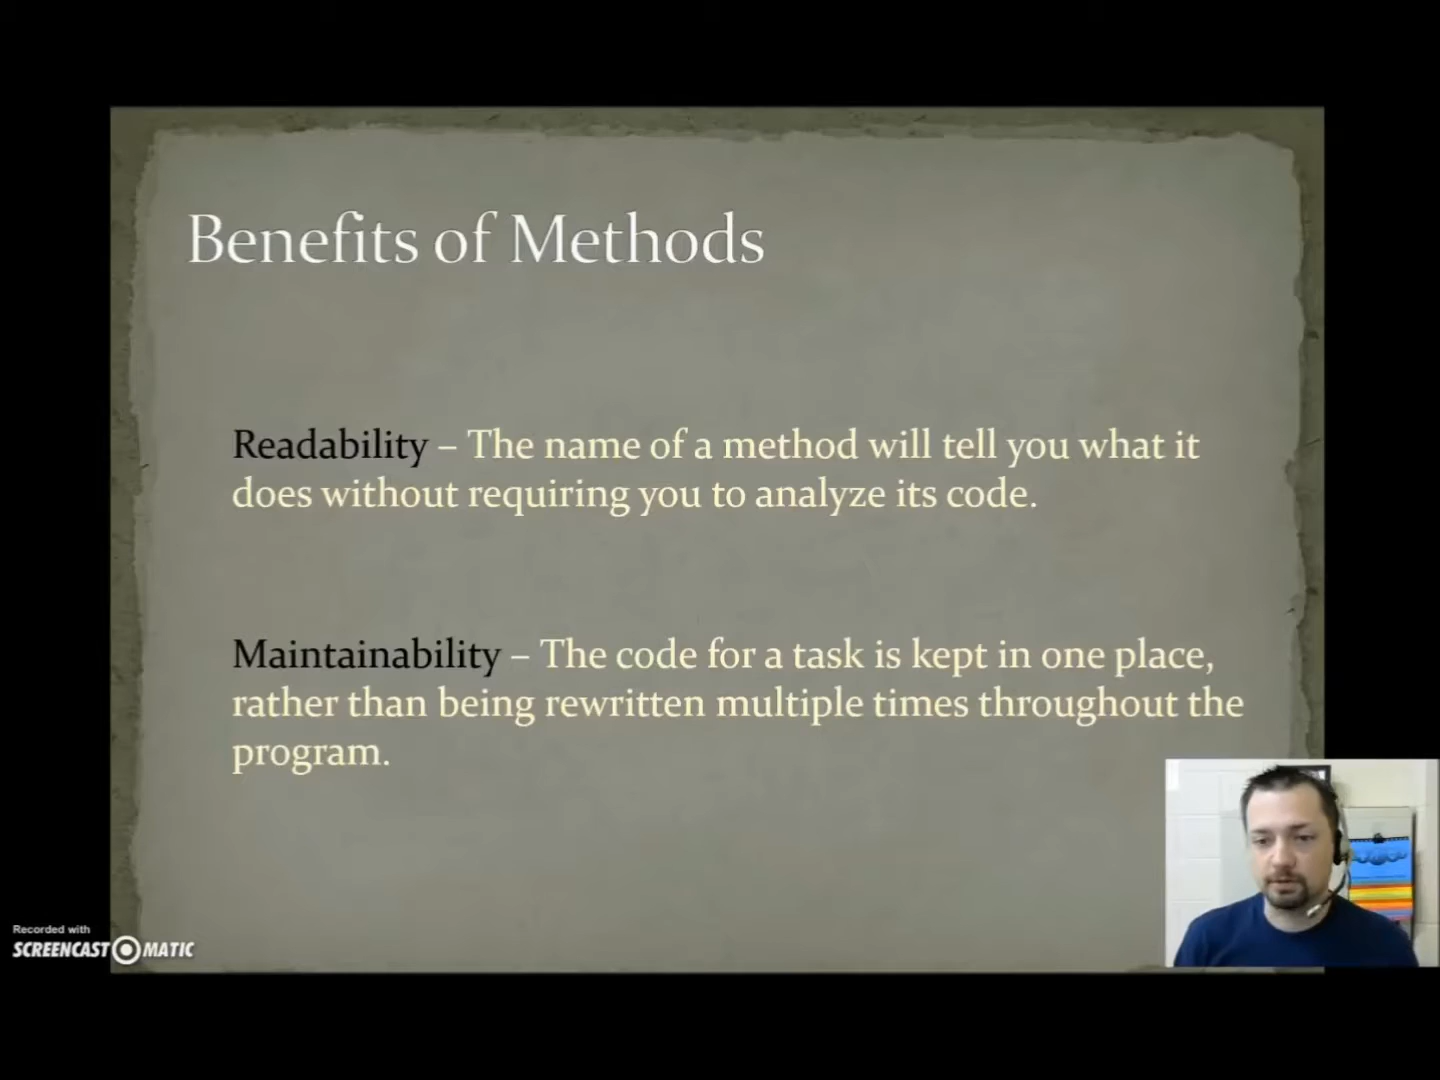 Benefits of Methods
Readability – The name of a method will tell you what it
does without requiring you to analyze its code.
Maintainability – The code for a task is kept in one place,
rather than being rewritten multiple times throughout the
program.
Recorded with
SCREENCAST MATIC